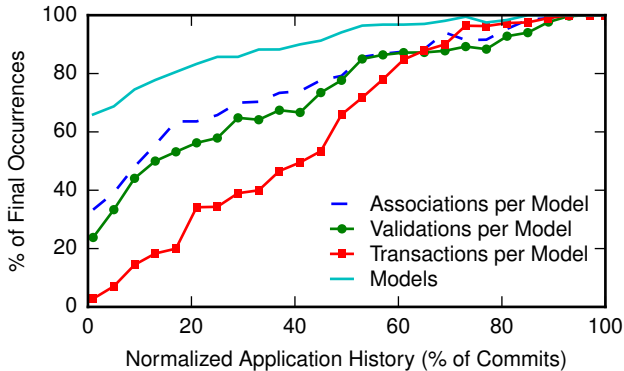 % of Final Occurrences
100
80
60
40
20
0
Associations per Model
Validations per Model
Transactions per Model
Models
0 20 40 60 80 100
Normalized Application History (% of Commits)